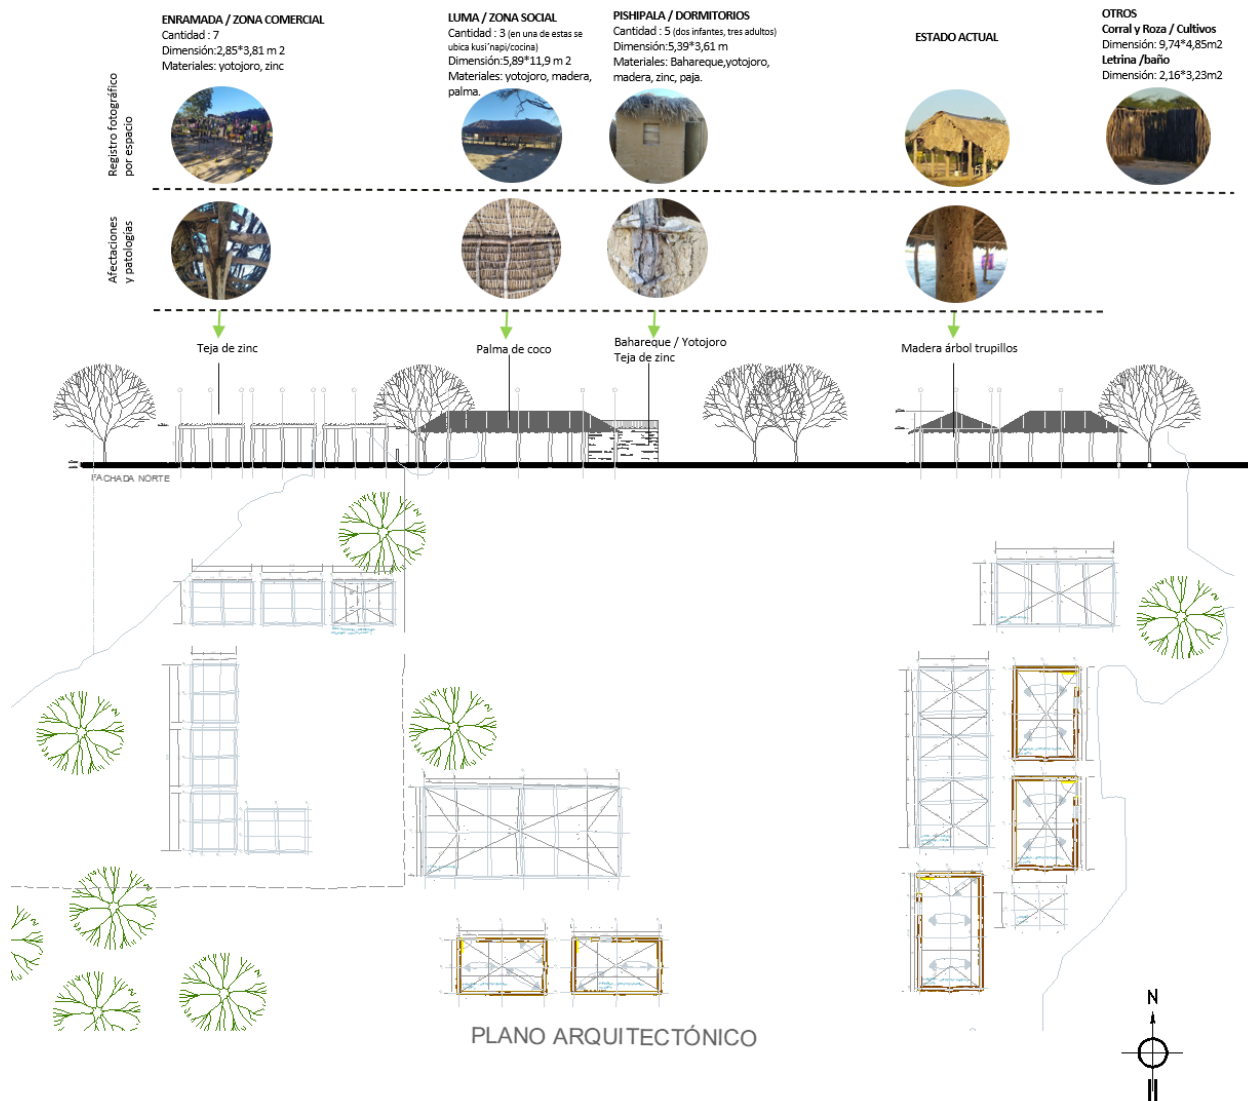 ENRAMADA / ZONA COMERCIAL
Cantidad : 7
Dimensión:2,85*3,81 m 2
Materiales: yotojoro, zinc
LUMA / ZONA SOCIAL
Cantidad : 3 (en una de estas se
ubica kusi´napi/cocina)
Dimensión:5,89*11,9 m 2
Materiales: yotojoro, madera,
palma.
PISHIPALA / DORMITORIOS
Cantidad : 5 (dos infantes, tres adultos)
Dimensión:5,39*3,61 m
Materiales: Bahareque,yotojoro,
madera, zinc, paja.
ESTADO ACTUAL
OTROS
Corral y Roza / Cultivos
Dimensión: 9,74*4,85m2
Letrina /baño
Dimensión: 2,16*3,23m2
Registro fotográfico
por espacio
Afectaciones
y patologías
Teja de zinc
Palma de coco
Bahareque / Yotojoro
Teja de zinc
Madera árbol trupillos
FACHADA NORTE
PLANO ARQUITECTÓNICO
N